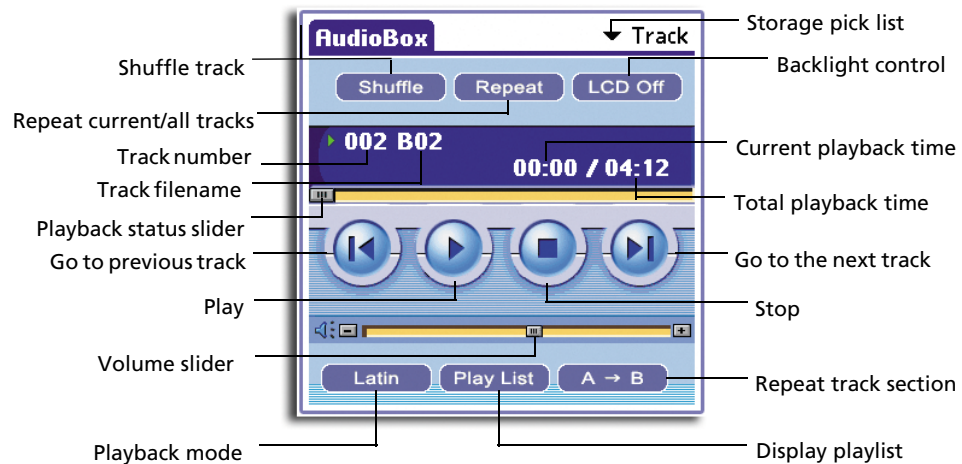 Storage pick list
AudioBox
Track
Shuffle track
Backlight control
Shuffle
Repeat
LCD Off
Repeat current/all tracks
002 B02
Track number
Current playback time
00:00 / 04:12
Track filename
Total playback time
Playback status slider
Go to previous track
Go to the next track
Play
Stop
Volume slider
Latin
Play List
A → B
Repeat track section
Playback mode
Display playlist